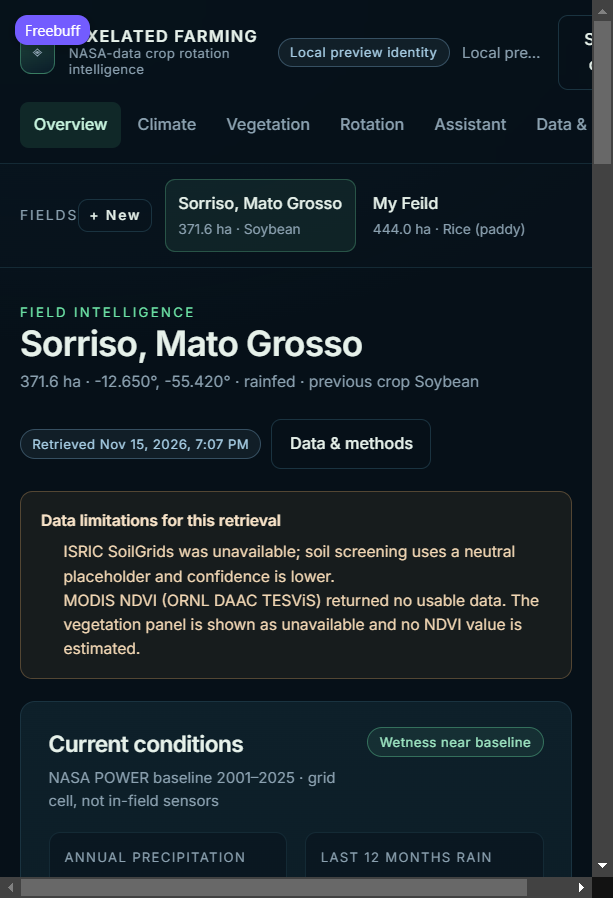 Freebuff
XELATED FARMING
NASA-data crop rotation
intelligence
Local preview identity
Local pre...
Overview
Climate
Vegetation
Rotation
Assistant
Data &
FIELDS
+ New
Sorriso, Mato Grosso
371.6 ha · Soybean
My Feild
444.0 ha · Rice (paddy)
FIELD INTELLIGENCE
Sorriso, Mato Grosso
371.6 ha · -12.650°, -55.420° · rainfed · previous crop Soybean
Retrieved Nov 15, 2026, 7:07 PM
Data & methods
Data limitations for this retrieval
ISRIC SoilGrids was unavailable; soil screening uses a neutral
placeholder and confidence is lower.
MODIS NDVI (ORNL DAAC TESViS) returned no usable data. The
vegetation panel is shown as unavailable and no NDVI value is
estimated.
Current conditions
Wetness near baseline
NASA POWER baseline 2001–2025 · grid
cell, not in-field sensors
ANNUAL PRECIPITATION
LAST 12 MONTHS RAIN